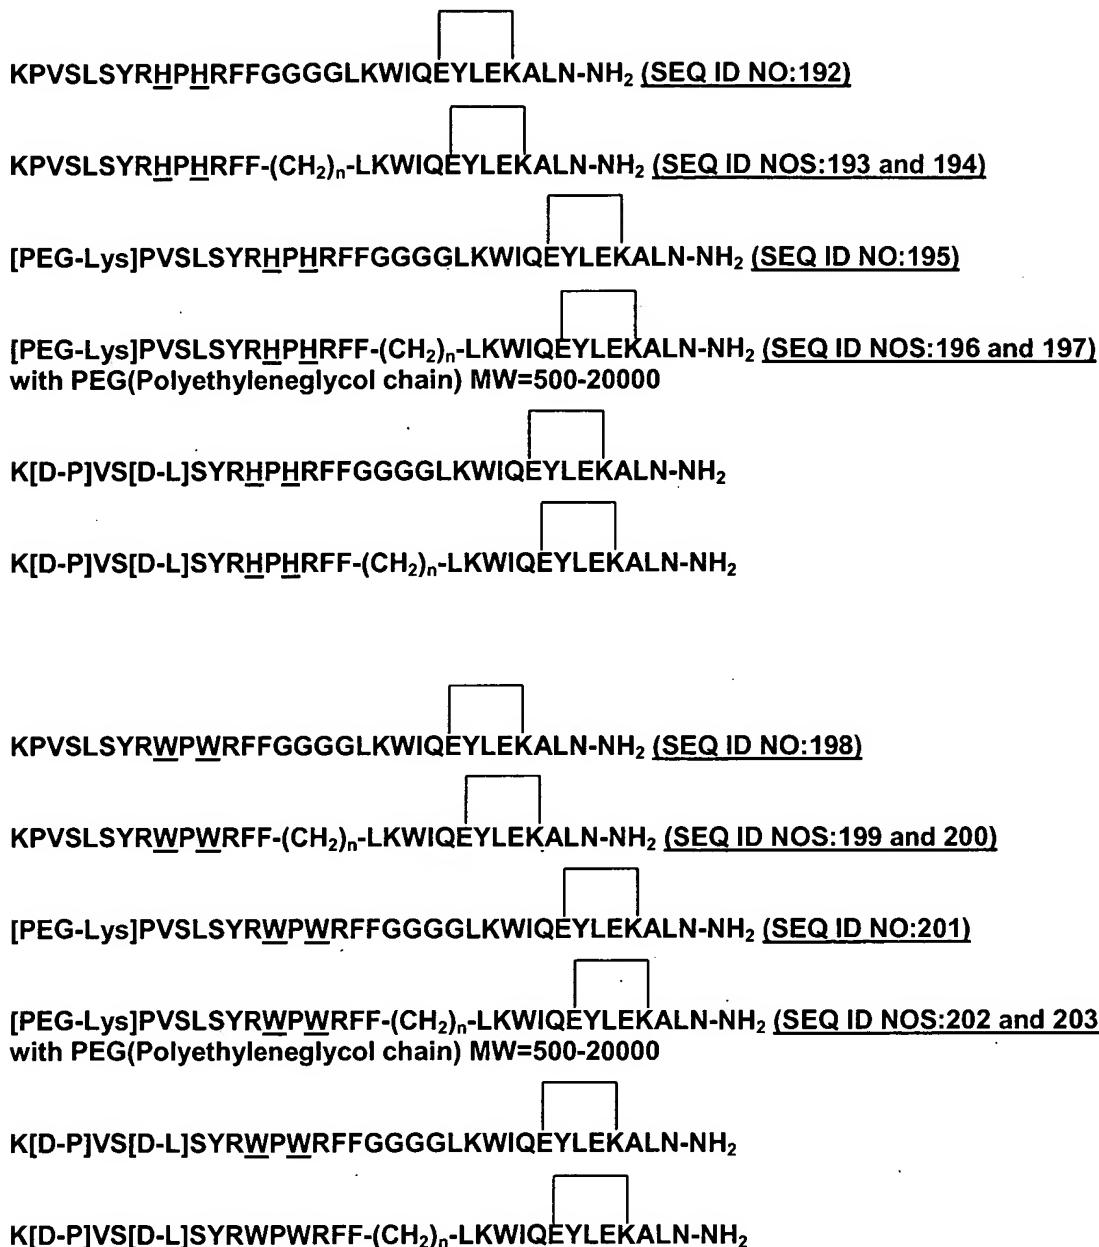 KPVSLSYRHPHRFFGGGGLKWIQEYLEKALN-NH₂ (SEQ ID NO:192)
KPVSLSYRHPHRFF-(CH₂)ₙ-LKWIQEYLEKALN-NH₂ (SEQ ID NOS:193 and 194)
[PEG-Lys]PVSLSYRHPHRFFGGGGLKWIQEYLEKALN-NH₂ (SEQ ID NO:195)
[PEG-Lys]PVSLSYRHPHRFF-(CH₂)ₙ-LKWIQEYLEKALN-NH₂ (SEQ ID NOS:196 and 197)
with PEG(Polyethyleneglycol chain) MW=500-20000
K[D-P]VS[D-L]SYRHPHRFFGGGGLKWIQEYLEKALN-NH₂
K[D-P]VS[D-L]SYRHPHRFF-(CH₂)ₙ-LKWIQEYLEKALN-NH₂
KPVSLSYRWPWRFFGGGGLKWIQEYLEKALN-NH₂ (SEQ ID NO:198)
KPVSLSYRWPWRFF-(CH₂)ₙ-LKWIQEYLEKALN-NH₂ (SEQ ID NOS:199 and 200)
[PEG-Lys]PVSLSYRWPWRFFGGGGLKWIQEYLEKALN-NH₂ (SEQ ID NO:201)
[PEG-Lys]PVSLSYRWPWRFF-(CH₂)ₙ-LKWIQEYLEKALN-NH₂ (SEQ ID NOS:202 and 203
with PEG(Polyethyleneglycol chain) MW=500-20000
K[D-P]VS[D-L]SYRWPWRFFGGGGLKWIQEYLEKALN-NH₂
K[D-P]VS[D-L]SYRWPWRFF-(CH₂)ₙ-LKWIQEYLEKALN-NH₂